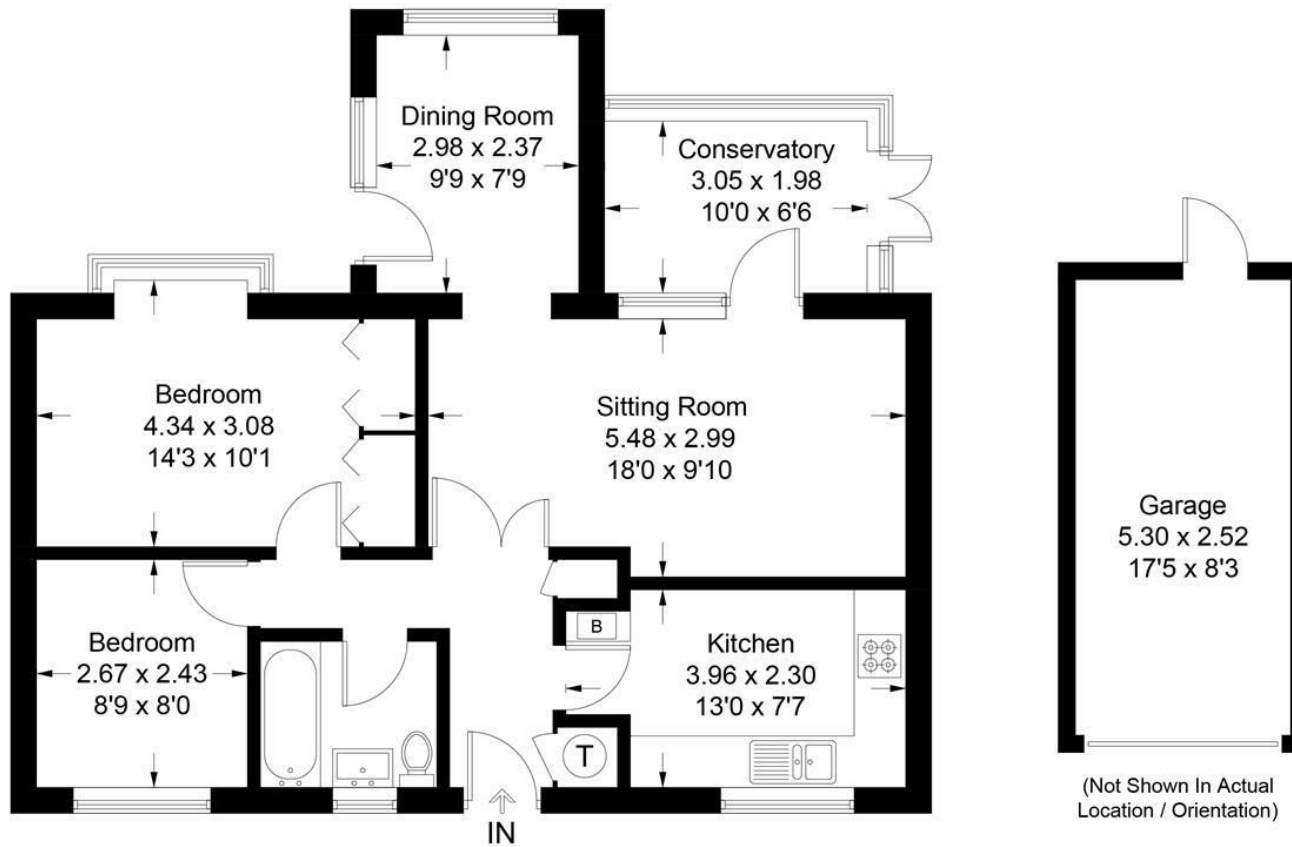 Dining Room
2.98 x 2.37
9'9 x 7'9
Conservatory
3.05 x 1.98
10'0 x 6'6
Bedroom
4.34 x 3.08
14'3 x 10'1
Sitting Room
5.48 x 2.99
18'0 x 9'10
Garage
5.30 x 2.52
17'5 x 8'3
Bedroom
2.67 x 2.43
8'9 x 8'0
B
Kitchen
3.96 x 2.30
13'0 x 7'7
T
IN
(Not Shown In Actual
Location / Orientation)